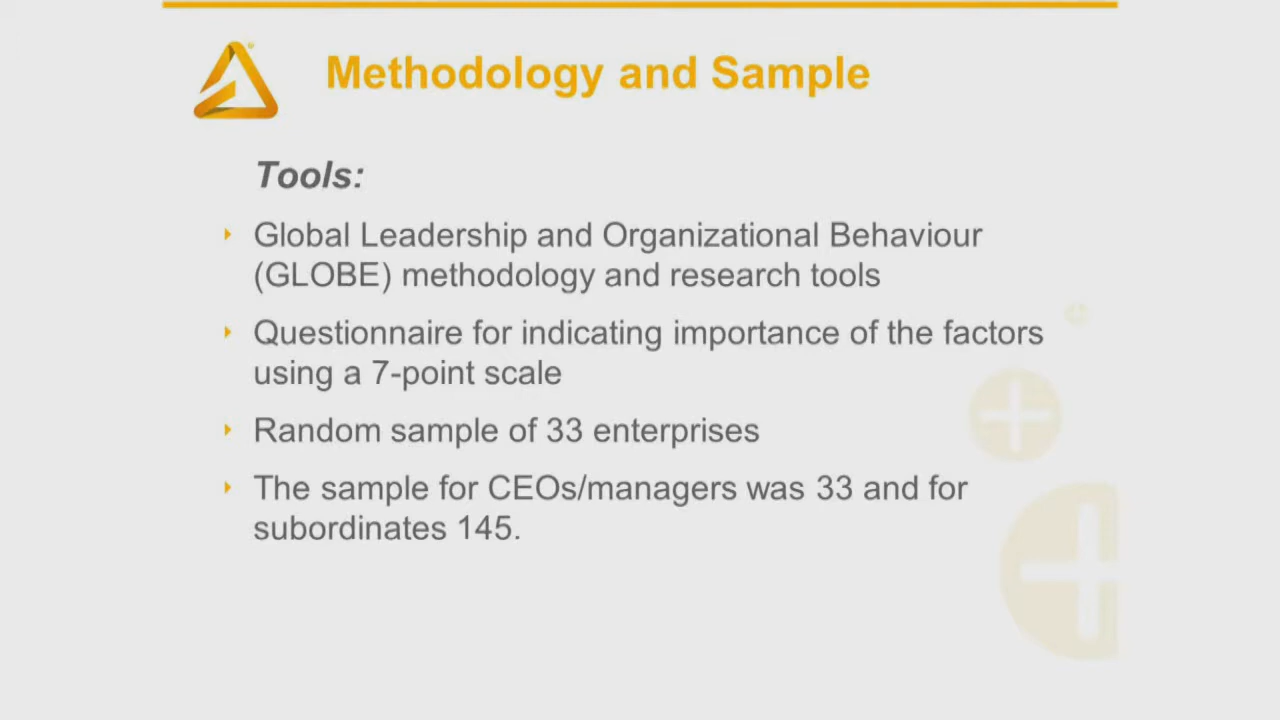 Methodology and Sample
Tools:
Global Leadership and Organizational Behaviour
(GLOBE) methodology and research tools
Questionnaire for indicating importance of the factors
using a 7-point scale
Random sample of 33 enterprises
The sample for CEOs/managers was 33 and for
subordinates 145.